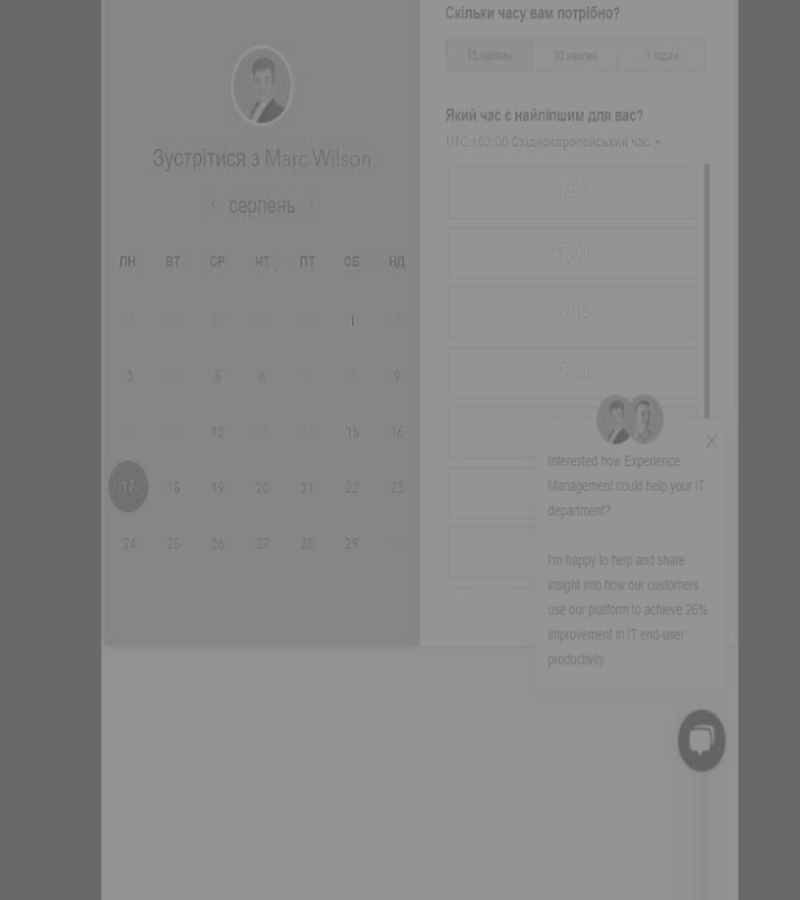 Зустрітися з Marc Wilson
серпень
ПН ВТ СР ЧТ ПТ СБ НД
27 28 29 30 31 1 2
3 4 5 6 7 8 9
10 11 12 13 14 15 16
17 18 19 20 21 22 23
24 25 26 27 28 29
Скільки часу вам потрібно?
15 хвилин 30 хвилин 1 годин
Який час є найліпшим для вас?
UTC +03:00 Східноєвропейський час
16:45
17:00
17:15
17:30
X
Interested how Experience
Management could help your IT
department?
I'm happy to help and share
insight into how our customers
use our platform to achieve 26%
improvement in IT end-user
productivity.